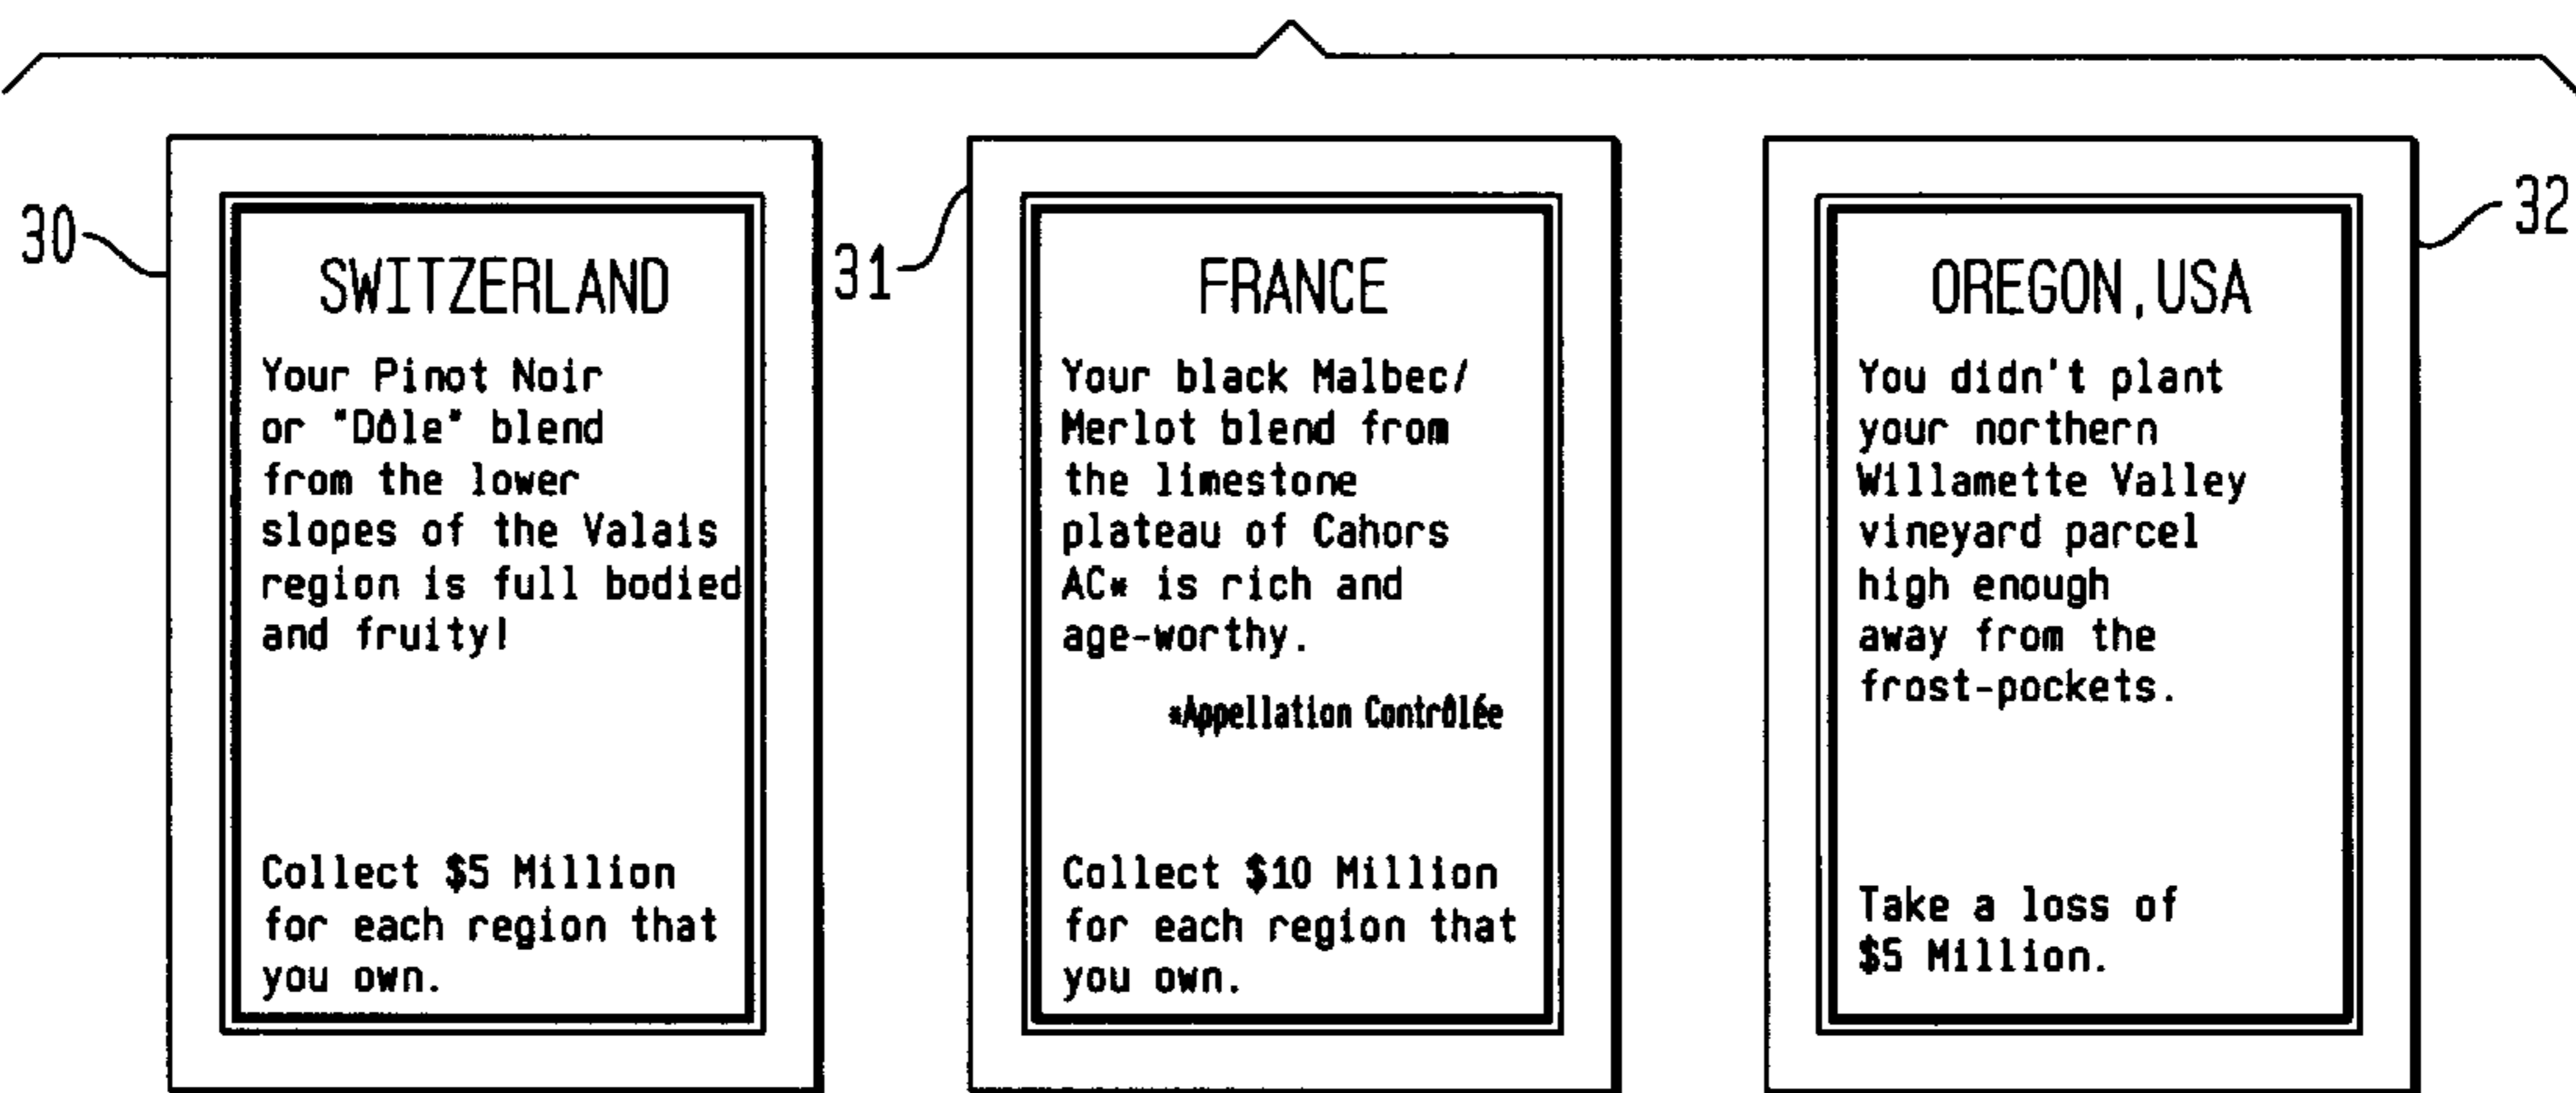 30
SWITZERLAND
Your Pinot Noir
or "Dôle" blend
from the lower
slopes of the Valais
region is full bodied
and fruity!
Collect $5 Million
for each region that
you own.
31
FRANCE
Your black Malbec/
Merlot blend from
the limestone
plateau of Cahors
AC* is rich and
age-worthy.
*Appellation Contrôlée
Collect $10 Million
for each region that
you own.
32
OREGON, USA
You didn't plant
your northern
Willamette Valley
vineyard parcel
high enough
away from the
frost-pockets.
Take a loss of
$5 Million.